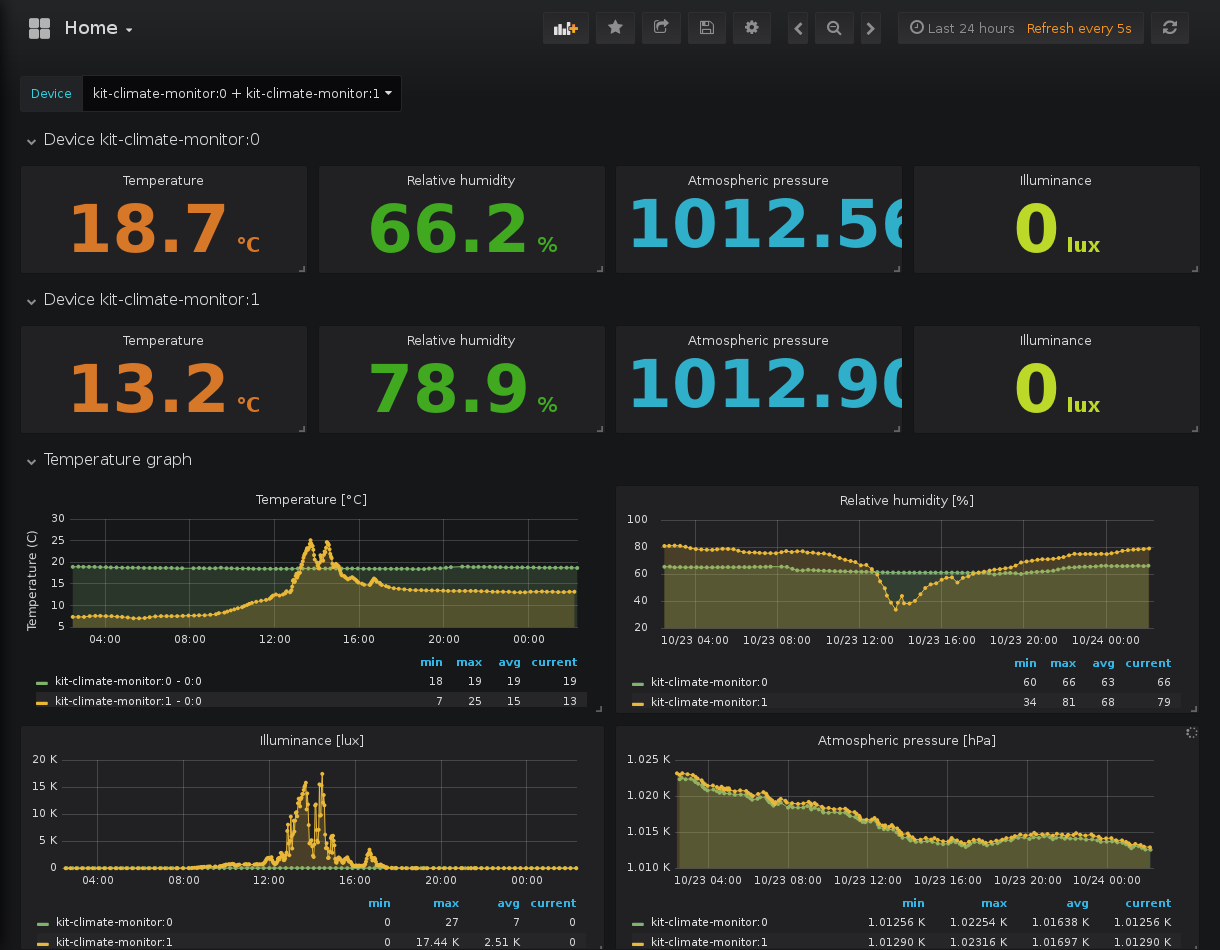 Home
Last 24 hours Refresh every 5s
Device kit-climate-monitor:0 + kit-climate-monitor:1
Device kit-climate-monitor:0
Temperature Relative humidity Atmospheric pressure Illuminance
18.7 °C 66.2 % 1012.56 0 lux
Device kit-climate-monitor:1
Temperature Relative humidity Atmospheric pressure Illuminance
13.2 °C 78.9 % 1012.90 0 lux
Temperature graph
Temperature [°C]
Temperature (C)
30
25
20
15
10
5
04:00 08:00 12:00 16:00 20:00 00:00
min max avg current
kit-climate-monitor:0 - 0:0 18 19 19 19
kit-climate-monitor:1 - 0:0 7 25 15 13
Relative humidity [%]
100
80
60
40
20
10/23 04:00 10/23 08:00 10/23 12:00 10/23 16:00 10/23 20:00 10/24 00:00
min max avg current
kit-climate-monitor:0 60 66 63 66
kit-climate-monitor:1 34 81 68 79
Illuminance [lux]
20 K
15 K
10 K
5 K
0
04:00 08:00 12:00 16:00 20:00 00:00
min max avg current
kit-climate-monitor:0 0 27 7 0
kit-climate-monitor:1 0 17.44 K 2.51 K 0
Atmospheric pressure [hPa]
1.025 K
1.020 K
1.015 K
1.010 K
10/23 04:00 10/23 08:00 10/23 12:00 10/23 16:00 10/23 20:00 10/24 00:00
min max avg current
kit-climate-monitor:0 1.01256 K 1.02254 K 1.01638 K 1.01256 K
kit-climate-monitor:1 1.01290 K 1.02316 K 1.01697 K 1.01290 K